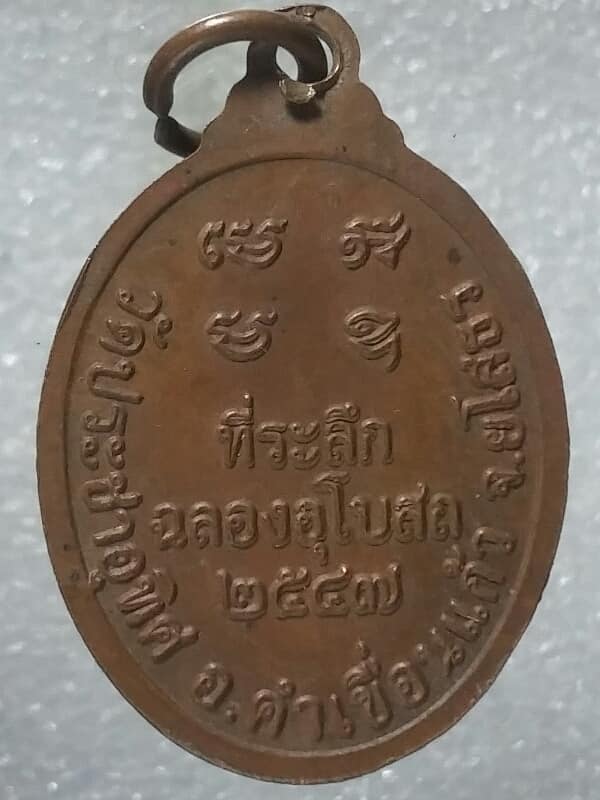 ที่ระลึก
ฉลองอุโบสถ
๒๕๔๗
วัดประชาอุทิศ อ.คำเขื่อนแก้ว จ.ยโสธร